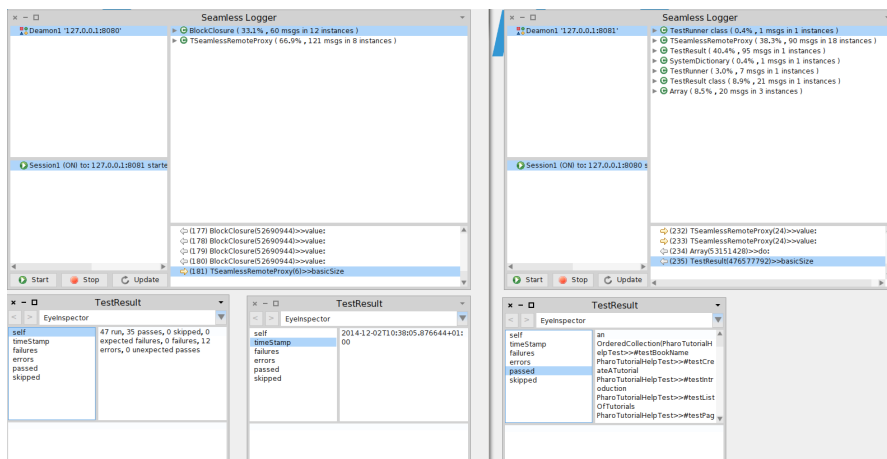 Seamless Logger
Deamon1 '127.0.0.1:8080'
BlockClosure ( 33.1% , 60 msgs in 12 instances )
TSeamlessRemoteProxy ( 66.9% , 121 msgs in 8 instances )
Session1 (ON) to: 127.0.0.1:8081 starte
(177) BlockClosure(52690944)>>value:
(178) BlockClosure(52690944)>>value:
(179) BlockClosure(52690944)>>value:
(180) BlockClosure(52690944)>>value:
(181) TSeamlessRemoteProxy(6)>>basicSize
Start
Stop
Update
Seamless Logger
Deamon1 '127.0.0.1:8081'
TestRunner class ( 0.4% , 1 msgs in 1 instances )
TSeamlessRemoteProxy ( 38.3% , 90 msgs in 18 instances )
TestResult ( 40.4% , 95 msgs in 1 instances )
SystemDictionary ( 0.4% , 1 msgs in 1 instances )
TestRunner ( 3.0% , 7 msgs in 1 instances )
TestResult class ( 8.9% , 21 msgs in 1 instances )
Array ( 8.5% , 20 msgs in 3 instances )
Session1 (ON) to: 127.0.0.1:8080 s
(232) TSeamlessRemoteProxy(24)>>value:
(233) TSeamlessRemoteProxy(24)>>value:
(234) Array(53151428)>>do:
(235) TestResult(476577792)>>basicSize
Start
Stop
Update
TestResult
< > EyeInspector
self
timeStamp
failures
errors
passed
skipped
47 run, 35 passes, 0 skipped, 0
expected failures, 0 failures, 12
errors, 0 unexpected passes
TestResult
< > EyeInspector
self
timeStamp
failures
errors
passed
skipped
2014-12-02T10:38:05.876644+01:
00
TestResult
< > EyeInspector
self
timeStamp
failures
errors
passed
skipped
an
OrderedCollection(PharoTutorialH
elpTest>>#testBookName
PharoTutorialHelpTest>>#testCre
ateATutorial
PharoTutorialHelpTest>>#testIntr
oduction
PharoTutorialHelpTest>>#testList
OfTutorials
PharoTutorialHelpTest>>#testPag